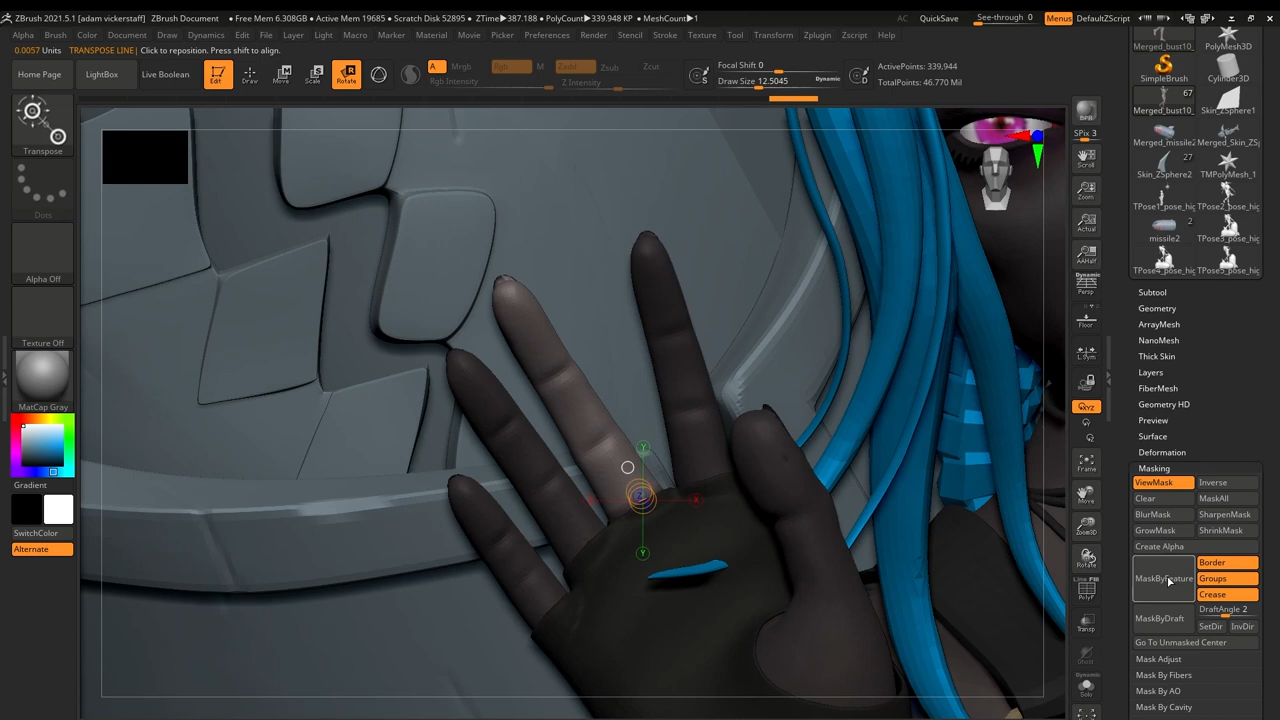 ZBrush 2021.5.1 [adam vickerstaff] ZBrush Document ● Free Mem 6.308GB ● Active Mem 19685 ● Scratch Disk 52895 ● ZTime▶387.188 ● PolyCount▶339.948 KP ● MeshCount▶1 AC QuickSave See-through 0 Menus DefaultZScript
Alpha Brush Color Document Draw Dynamics Edit File Geometry Layer Light Macro Marker Material Movie Picker Preferences Render Stencil Stroke Texture Tool Transform Zplugin Zscript Help
0.0057 Units TRANSPOSE LINE| Click to reposition. Press shift to align.
Home Page LightBox Live Boolean Edit Draw Move Scale Rotate A Mrgb Rgb M Zadd Zsub Zcut
Rgb Intensity Z Intensity
Focal Shift 0
Draw Size 12.5045 Dynamic
S D
ActivePoints: 339,944
TotalPoints: 46.770 Mil
Transpose
Dots
Alpha Off
Texture Off
MatCap Gray
Gradient
SwitchColor
Alternate
Y
X
Z
Y
BPR
SPix 3
Scroll
Zoom
Actual
AAHalf
Dynamic
Persp
Floor
L.Sym
XYZ
Frame
Move
Zoom3D
Rotate
Line Fill
PolyF
Transp
Ghost
Dynamic
Solo
Merged_bust10_ PolyMesh3D
SimpleBrush Cylinder3D
67
Merged_bust10_ Skin_ZSphere1
Merged_missile2 Merged_Skin_ZS
27
Skin_ZSphere2 TMPolyMesh_1
TPose1_pose_hig TPose2_pose_hig
2
missile2 TPose3_pose_hig
TPose4_pose_hig TPose5_pose_hig
Subtool
Geometry
ArrayMesh
NanoMesh
Thick Skin
Layers
FiberMesh
Geometry HD
Preview
Surface
Deformation
Masking
ViewMask Inverse
Clear MaskAll
BlurMask SharpenMask
GrowMask ShrinkMask
Create Alpha
MaskByFeature Border
Groups
Crease
MaskByDraft DraftAngle 2
SetDir InvDir
Go To Unmasked Center
Mask Adjust
Mask By Fibers
Mask By AO
Mask By Cavity